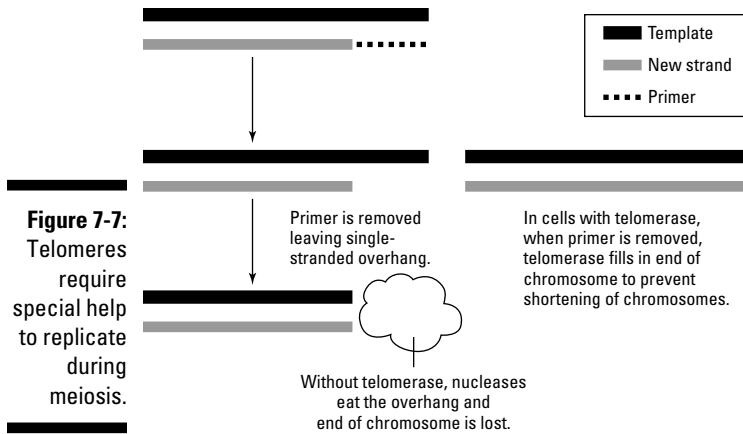 Template
New strand
Primer
Figure 7-7:
Telomeres
require
special help
to replicate
during
meiosis.
Primer is removed
leaving single-
stranded overhang.
In cells with telomerase,
when primer is removed,
telomerase fills in end of
chromosome to prevent
shortening of chromosomes.
Without telomerase, nucleases
eat the overhang and
end of chromosome is lost.